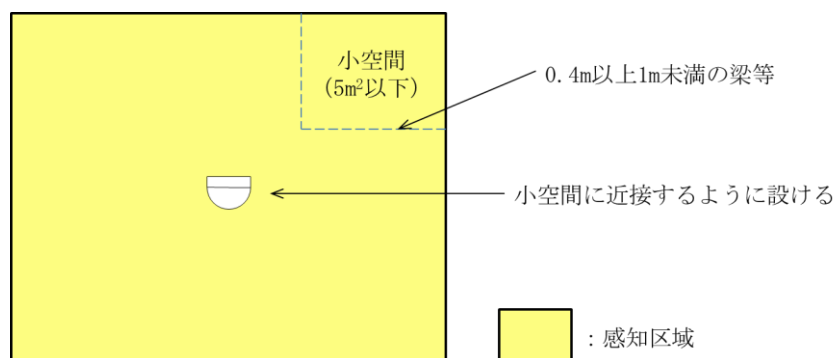 小空間
(5m²以下)
0.4m以上1m未満の梁等
小空間に近接するように設ける
：感知区域